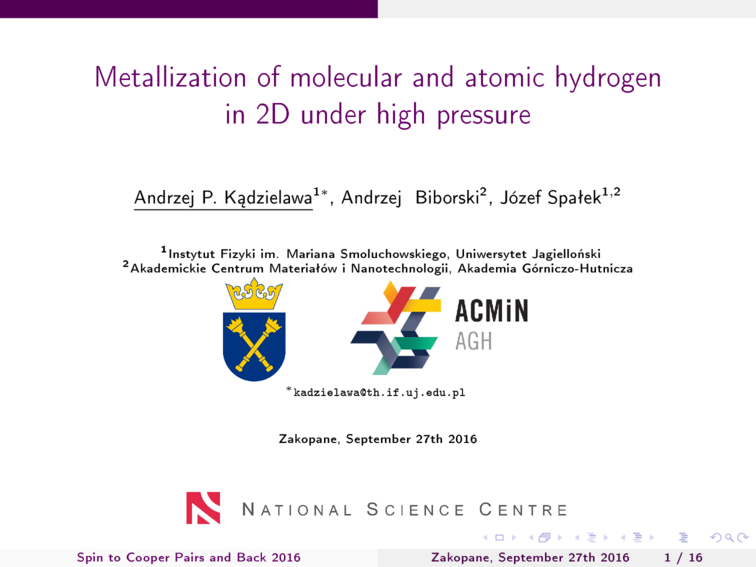 Metallization of molecular and atomic hydrogen
in 2D under high pressure
Andrzej P. Kądzielawa¹*, Andrzej Biborski², Józef Spałek¹,²
¹Instytut Fizyki im. Mariana Smoluchowskiego, Uniwersytet Jagielloński
²Akademickie Centrum Materiałów i Nanotechnologii, Akademia Górniczo-Hutnicza
ACMiN
AGH
*kadzielawa@th.if.uj.edu.pl
Zakopane, September 27th 2016
NATIONAL SCIENCE CENTRE
Spin to Cooper Pairs and Back 2016 Zakopane, September 27th 2016 1 / 16